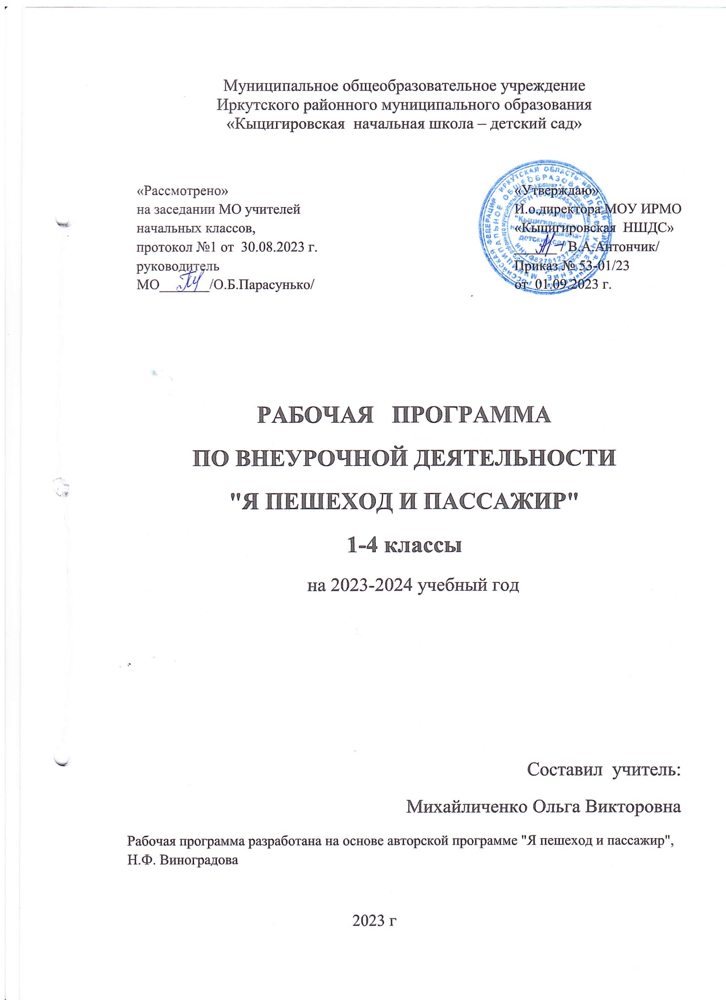 Муниципальное общеобразовательное учреждение
Иркутского районного муниципального образования
«Кыцигировская  начальная школа – детский сад»
«Рассмотрено»
на заседании МО учителей
начальных классов,
протокол №1 от  30.08.2023 г.
руководитель
МО_______/О.Б.Парасунько/
«Утверждаю»
И.о.директора МОУ ИРМО
«Кыцигировская  НШДС»
______ / В.А.Антончик/
Приказ № 53-01/23
от  01.09.2023 г.
РАБОЧАЯ   ПРОГРАММА
ПО ВНЕУРОЧНОЙ ДЕЯТЕЛЬНОСТИ
"Я ПЕШЕХОД И ПАССАЖИР"
1-4 классы
на 2023-2024 учебный год
Составил  учитель:
Михайличенко Ольга Викторовна
Рабочая программа разработана на основе авторской программе "Я пешеход и пассажир",
Н.Ф. Виноградова
2023 г